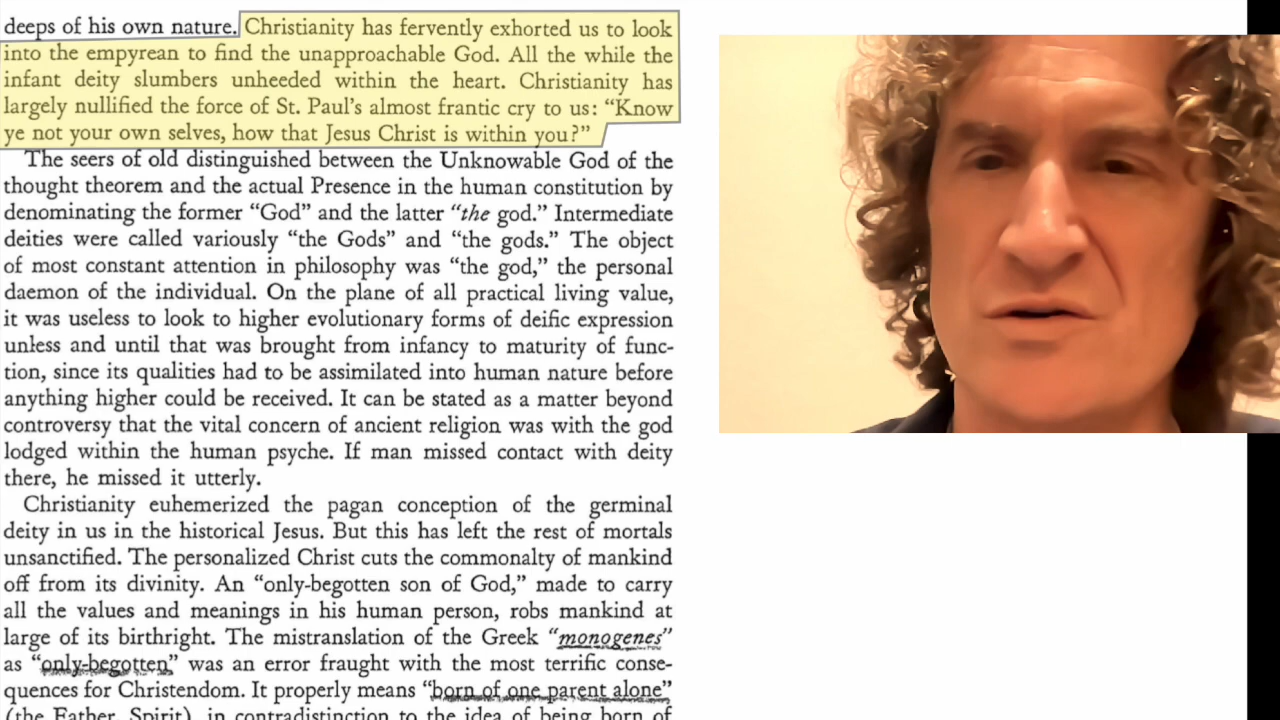 deeps of his own nature. Christianity has fervently exhorted us to look
into the empyrean to find the unapproachable God. All the while the
infant deity slumbers unheeded within the heart. Christianity has
largely nullified the force of St. Paul's almost frantic cry to us: “Know
ye not your own selves, how that Jesus Christ is within you?”
The seers of old distinguished between the Unknowable God of the
thought theorem and the actual Presence in the human constitution by
denominating the former “God” and the latter “the god.” Intermediate
deities were called variously “the Gods” and “the gods.” The object
of most constant attention in philosophy was “the god,” the personal
daemon of the individual. On the plane of all practical living value,
it was useless to look to higher evolutionary forms of deific expression
unless and until that was brought from infancy to maturity of func-
tion, since its qualities had to be assimilated into human nature before
anything higher could be received. It can be stated as a matter beyond
controversy that the vital concern of ancient religion was with the god
lodged within the human psyche. If man missed contact with deity
there, he missed it utterly.
Christianity euhemerized the pagan conception of the germinal
deity in us in the historical Jesus. But this has left the rest of mortals
unsanctified. The personalized Christ cuts the commonalty of mankind
off from its divinity. An “only-begotten son of God,” made to carry
all the values and meanings in his human person, robs mankind at
large of its birthright. The mistranslation of the Greek “monogenes”
as “only-begotten” was an error fraught with the most terrific conse-
quences for Christendom. It properly means “born of one parent alone”
(the Father, Spirit), in contradistinction to the idea of being born of